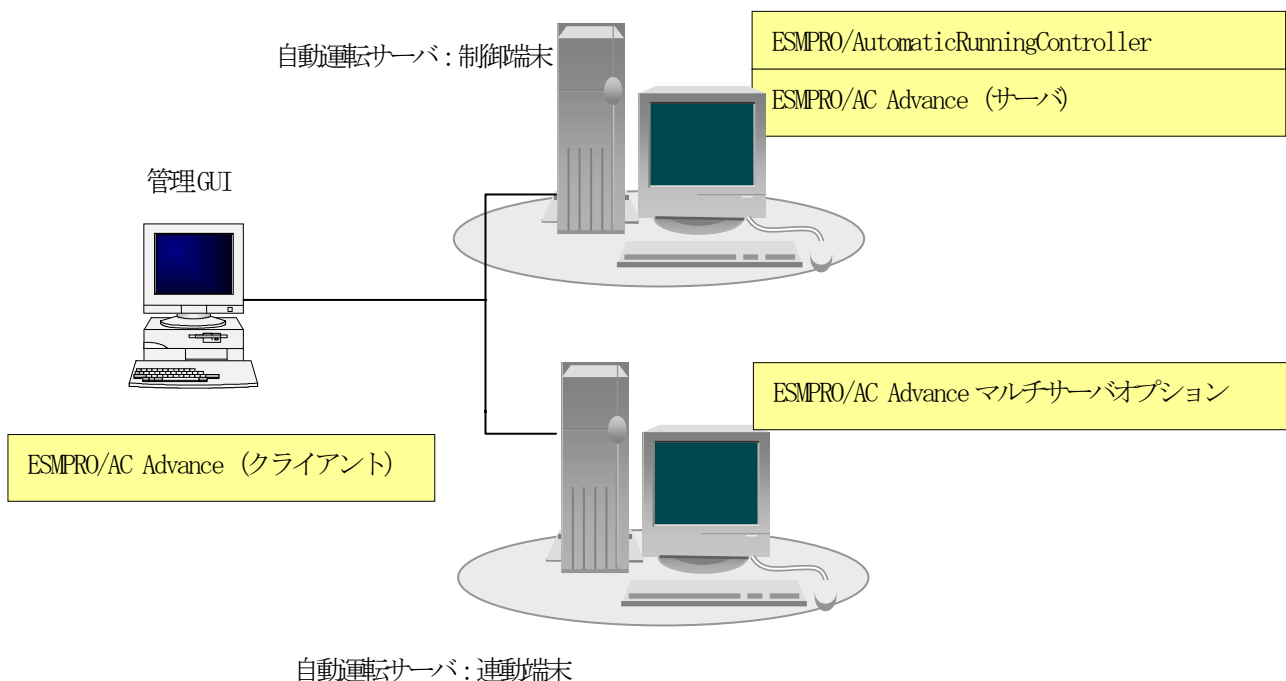 自動運転サーバ：制御端末
ESMPRO/AutomaticRunningController
ESMPRO/AC Advance (サーバ)
管理GUI
ESMPRO/AC Advance マルチサーバオプション
ESMPRO/AC Advance (クライアント)
自動運転サーバ：連動端末